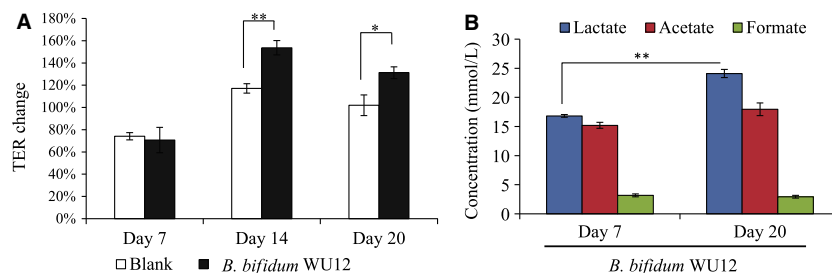 A
TER change
180%
160%
140%
120%
100%
80%
60%
40%
20%
0%
**
*
Day 7 Day 14 Day 20
Blank B. bifidum WU12
B
Lactate Acetate Formate
Concentration (mmol/L)
30
25
20
15
10
5
0
**
Day 7 Day 20
B. bifidum WU12